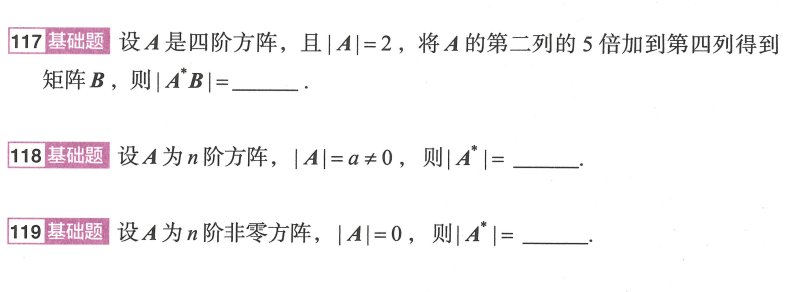 117 基础题 设 A 是四阶方阵，且 | A |= 2 ，将 A 的第二列的 5 倍加到第四列得到
矩阵 B ，则 | A*B |= ______ .
118 基础题 设 A 为 n 阶方阵， | A |= a ≠ 0 ， 则| A* |= ______.
119 基础题 设 A 为 n 阶非零方阵， | A |= 0 ， 则| A* |= ______.